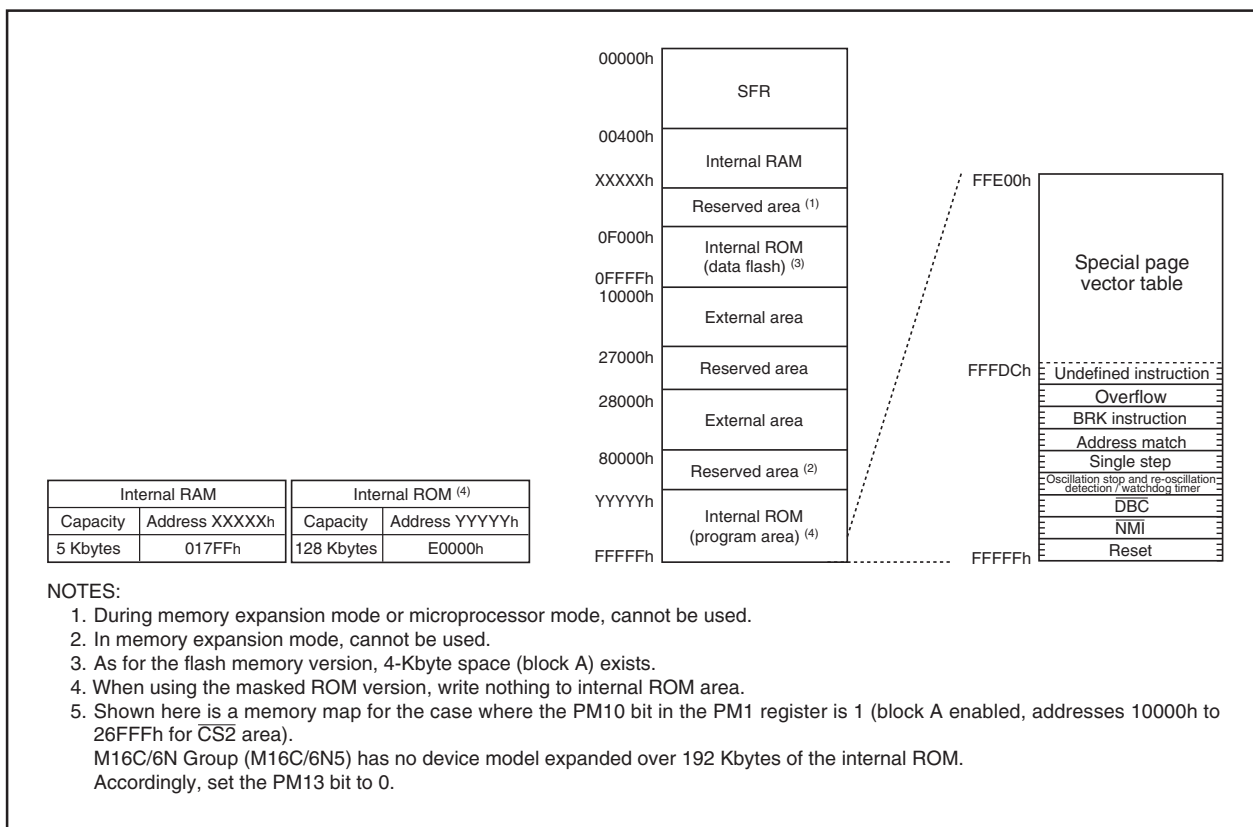 00000h
SFR
00400h
Internal RAM
XXXXXh
Reserved area (1)
0F000h
Internal ROM
(data flash) (3)
0FFFFh
10000h
External area
27000h
Reserved area
28000h
External area
80000h
Reserved area (2)
YYYYYh
Internal ROM
(program area) (4)
FFFFFh
FFE00h
Special page
vector table
FFFDCh
Undefined instruction
Overflow
BRK instruction
Address match
Single step
Oscillation stop and re-oscillation
detection / watchdog timer
DBC
NMI
Reset
FFFFFh
Internal RAM Internal ROM (4)
Capacity Address XXXXXh Capacity Address YYYYYh
5 Kbytes 017FFh 128 Kbytes E0000h
NOTES:
1. During memory expansion mode or microprocessor mode, cannot be used.
2. In memory expansion mode, cannot be used.
3. As for the flash memory version, 4-Kbyte space (block A) exists.
4. When using the masked ROM version, write nothing to internal ROM area.
5. Shown here is a memory map for the case where the PM10 bit in the PM1 register is 1 (block A enabled, addresses 10000h to
26FFFh for CS2 area).
M16C/6N Group (M16C/6N5) has no device model expanded over 192 Kbytes of the internal ROM.
Accordingly, set the PM13 bit to 0.